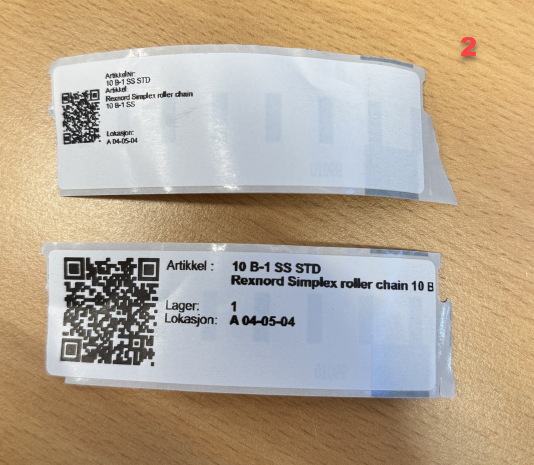 2
ArtikkelNr:
10 B-1 SS STD
Artikkel:
Rexnord Simplex roller chain
10 B-1 SS
Lokasjon:
A 04-05-04
Artikkel : 10 B-1 SS STD
Rexnord Simplex roller chain 10 B
Lager: 1
Lokasjon: A 04-05-04